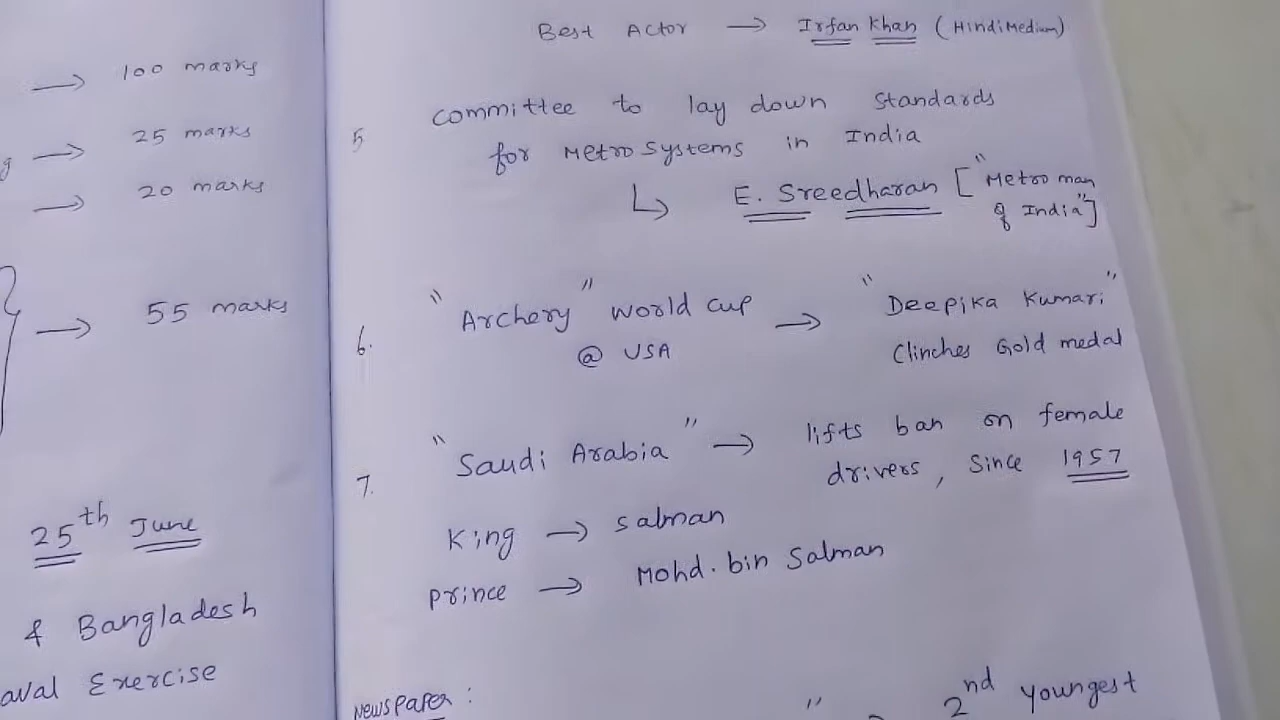 → 100 marks
g → 25 marks
→ 20 marks
} → 55 marks
25th June
& Bangladesh
aval Exercise
Best Actor → Irfan Khan (Hindi Medium)
5 committee to lay down standards
for Metro Systems in India
↳ E. Sreedharan ["Metro man
of India"]
6. "Archery" world cup → "Deepika Kumari"
@ USA Clinches Gold medal
7. "Saudi Arabia" → lifts ban on female
drivers, since 1957
King → Salman
prince → Mohd. bin Salman
Newspaper :
" 2nd youngest